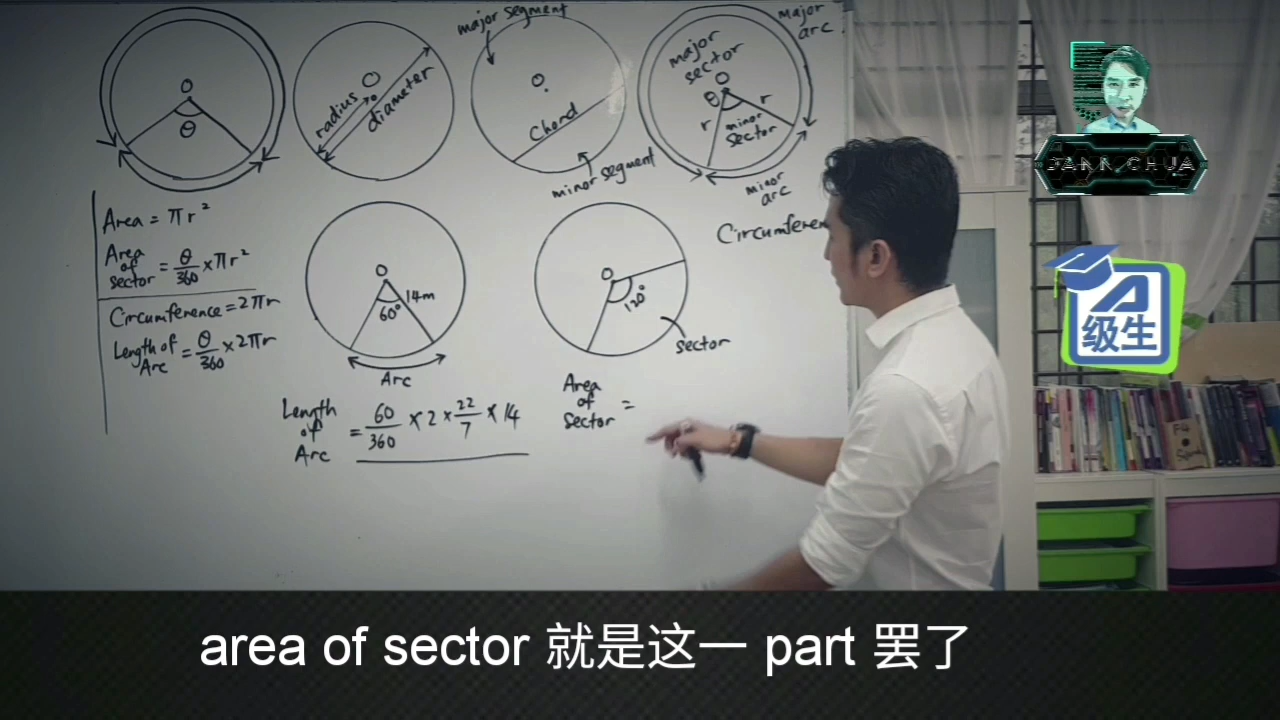 O
θ
O
radius
diameter
major segment
O
Chord
minor segment
major arc
major sector
O
θ
r
r
minor sector
minor arc
JANN CHUA
Area = πr²
Area of sector = θ/360 × πr²
Circumference = 2πr
Length of Arc = θ/360 × 2πr
O
14m
60°
Arc
Length of Arc = 60/360 × 2 × 22/7 × 14
O
120°
sector
Area of sector =
Circumferen
A
级生
area of sector 就是这一 part 罢了